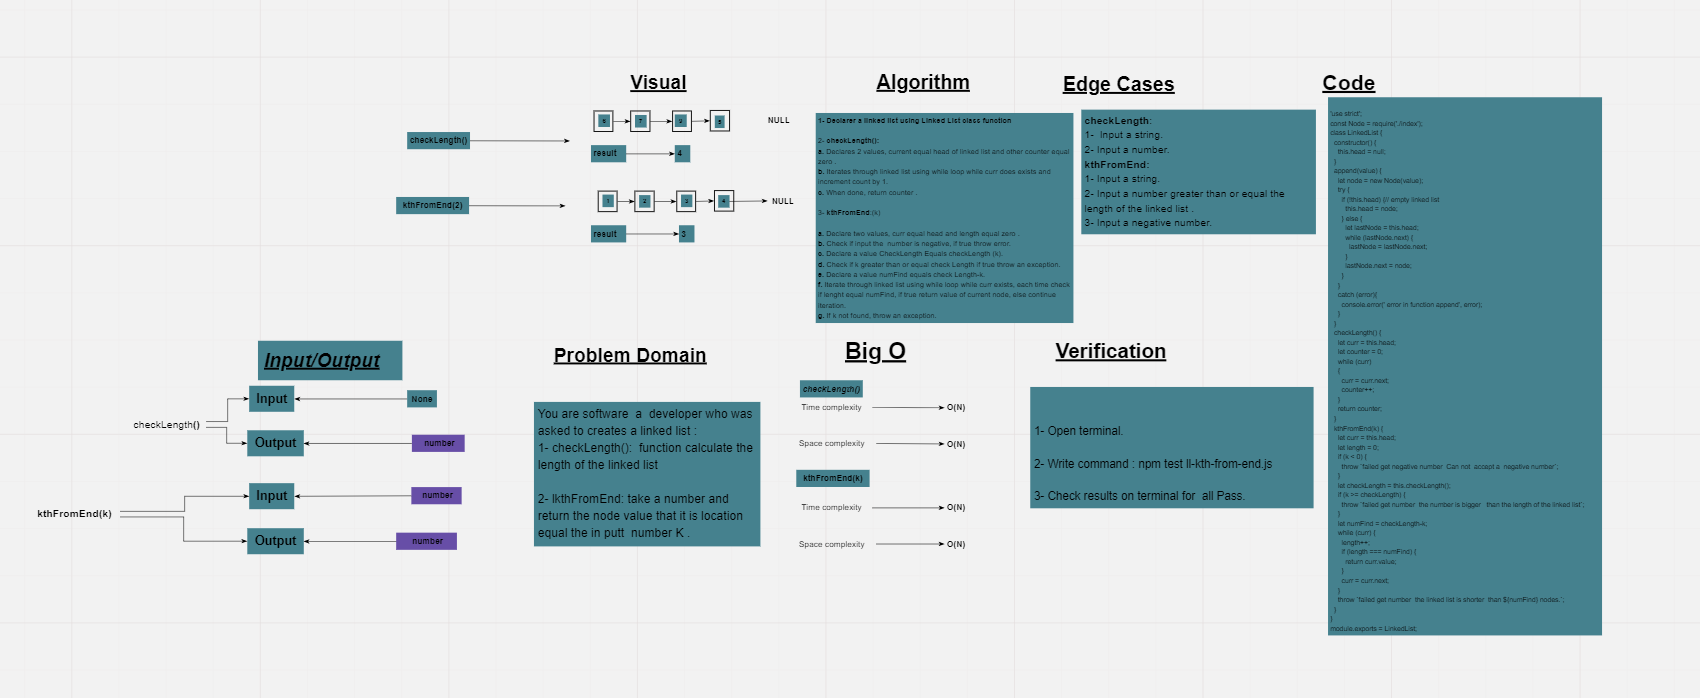 Visual
checkLength()
6 7 9 5
NULL
result
4
kthFromEnd(2)
1 2 3 4
NULL
result
3
Algorithm
1- Declarer a linked list using Linked List class function
2- checkLength():
a. Declares 2 values, current equal head of linked list and other counter equal
zero .
b. Iterates through linked list using while loop while curr does exists and
increment count by 1.
c. When done, return counter .
3- kthFromEnd:(k)
a. Declare two values, curr equal head and length equal zero .
b. Check if input the  number is negative, if true throw error.
c. Declare a value CheckLength Equals checkLength (k).
d. Check if k greater than or equal check Length if true throw an exception.
e. Declare a value numFind equals check Length-k.
f. Iterate through linked list using while loop while curr exists, each time check
if lenght equal numFind, if true return value of current node, else continue
iteration.
g. If k not found, throw an exception.
Edge Cases
checkLength:
1-  Input a string.
2- Input a number.
kthFromEnd:
1- Input a string.
2- Input a number greater than or equal the
length of the linked list .
3- Input a negative number.
Code
'use strict';
const Node = require('./index');
class LinkedList {
constructor() {
this.head = null;
}
append(value) {
let node = new Node(value);
try {
if (!this.head) {// empty linked list
this.head = node;
} else {
let lastNode = this.head;
while (lastNode.next) {
lastNode = lastNode.next;
}
lastNode.next = node;
}
}
catch (error){
console.error(' error in function append', error);
}
}
checkLength() {
let curr = this.head;
let counter = 0;
while (curr)
{
curr = curr.next;
counter++;
}
return counter;
}
kthFromEnd(k) {
let curr = this.head;
let length = 0;
if (k < 0) {
throw `failed get negative number  Can not  accept a  negative number`;
}
let checkLength = this.checkLength();
if (k >= checkLength) {
throw `failed get number  the number is bigger   than the length of the linked list`;
}
let numFind = checkLength-k;
while (curr) {
length++;
if (length === numFind) {
return curr.value;
}
curr = curr.next;
}
throw `failed get number  the linked list is shorter  than ${numFind} nodes.`;
}
}
module.exports = LinkedList;
Input/Output
checkLength()
Input
None
Output
number
kthFromEnd(k)
Input
number
Output
number
Problem Domain
You are software  a  developer who was
asked to creates a linked list :
1- checkLength():  function calculate the
length of the linked list
2- lkthFromEnd: take a number and
return the node value that it is location
equal the in putt  number K .
Big O
checkLength()
Time complexity
O(N)
Space complexity
O(N)
kthFromEnd(k)
Time complexity
O(N)
Space complexity
O(N)
Verification
1- Open terminal.
2- Write command : npm test ll-kth-from-end.js
3- Check results on terminal for  all Pass.